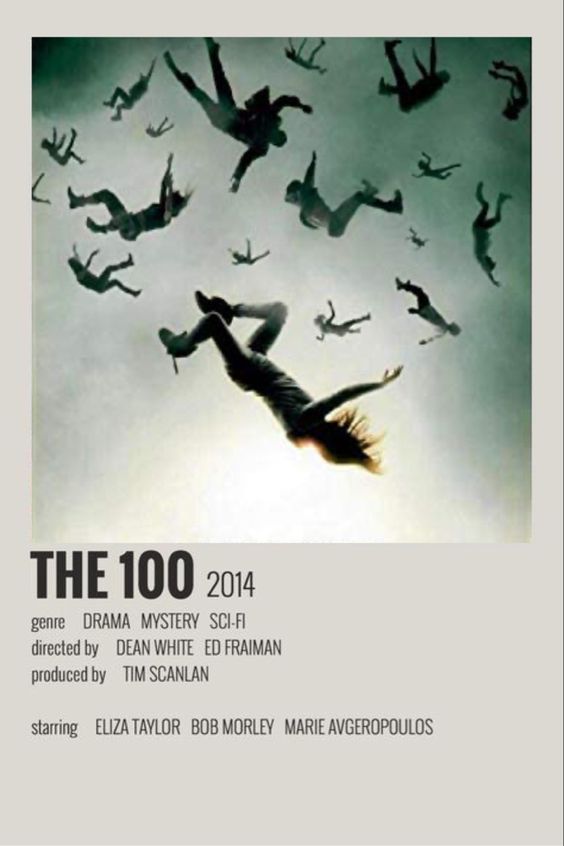 THE 100 2014
genre DRAMA MYSTERY SCI-FI
directed by DEAN WHITE ED FRAIMAN
produced by TIM SCANLAN
starring ELIZA TAYLOR BOB MORLEY MARIE AVGEROPOULOS